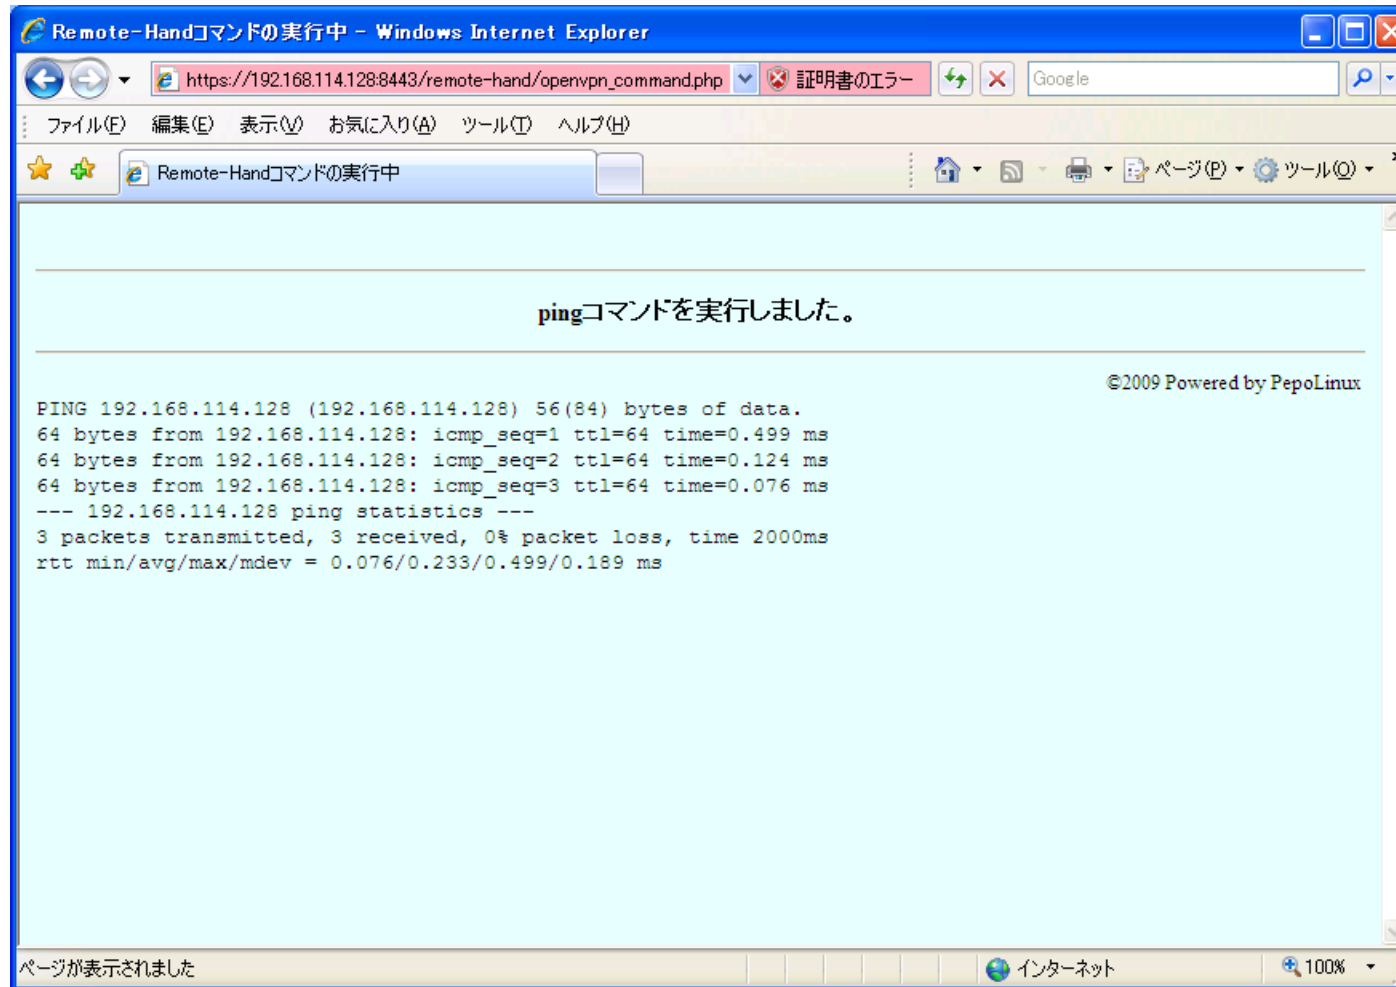 Remote-Handコマンドの実行中 - Windows Internet Explorer
https://192.168.114.128:8443/remote-hand/openvpn_command.php 証明書のエラー Google
ファイル(F) 編集(E) 表示(V) お気に入り(A) ツール(T) ヘルプ(H)
Remote-Handコマンドの実行中 ページ(P) ツール(O)
pingコマンドを実行しました。
©2009 Powered by PepoLinux
PING 192.168.114.128 (192.168.114.128) 56(84) bytes of data.
64 bytes from 192.168.114.128: icmp_seq=1 ttl=64 time=0.499 ms
64 bytes from 192.168.114.128: icmp_seq=2 ttl=64 time=0.124 ms
64 bytes from 192.168.114.128: icmp_seq=3 ttl=64 time=0.076 ms
--- 192.168.114.128 ping statistics ---
3 packets transmitted, 3 received, 0% packet loss, time 2000ms
rtt min/avg/max/mdev = 0.076/0.233/0.499/0.189 ms
ページが表示されました インターネット 100%